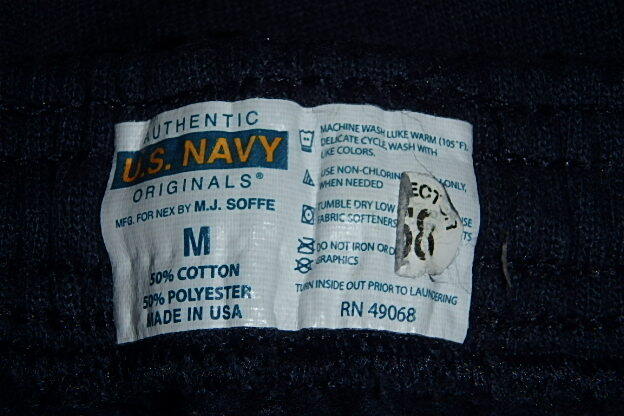 AUTHENTIC
U.S. NAVY
ORIGINALS®
MFG. FOR NEX BY M.J. SOFFE
M
50% COTTON
50% POLYESTER
MADE IN USA
MACHINE WASH LUKE WARM (105°F),
DELICATE CYCLE, WASH WITH
LIKE COLORS.
USE NON-CHLORIN ONLY,
WHEN NEEDED
TUMBLE DRY LOW
FABRIC SOFTENERS
DO NOT IRON OR D
GRAPHICS
TURN INSIDE OUT PRIOR TO LAUNDERING
RN 49068